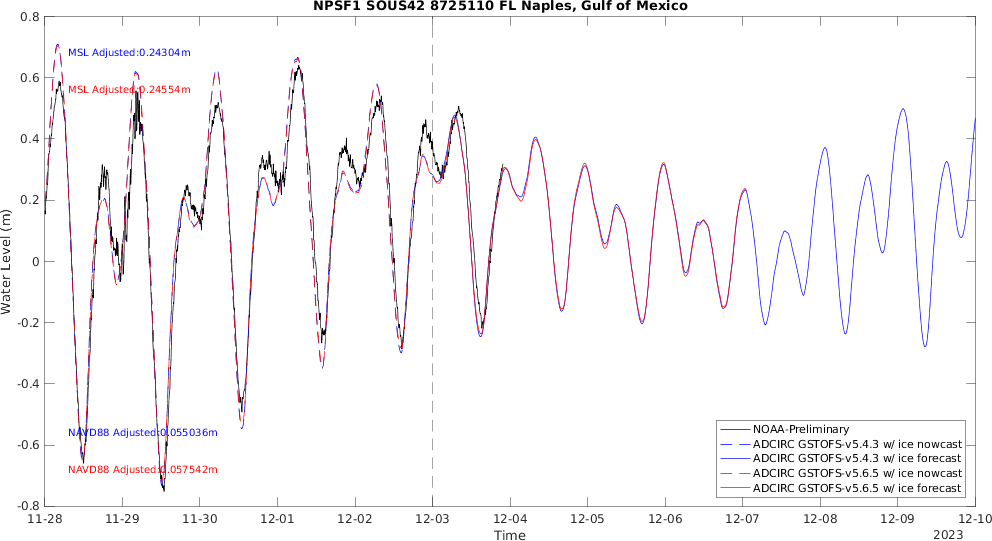 NPSF1 SOUS42 8725110 FL Naples, Gulf of Mexico
0.8
0.6
0.4
0.2
0
-0.2
-0.4
-0.6
-0.8
Water Level (m)
MSL Adjusted:0.24304m
MSL Adjusted:0.24554m
NAVD88 Adjusted:0.055036m
NAVD88 Adjusted:0.057542m
NOAA-Preliminary
ADCIRC GSTOFS-v5.4.3 w/ ice nowcast
ADCIRC GSTOFS-v5.4.3 w/ ice forecast
ADCIRC GSTOFS-v5.6.5 w/ ice nowcast
ADCIRC GSTOFS-v5.6.5 w/ ice forecast
11-28 11-29 11-30 12-01 12-02 12-03 12-04 12-05 12-06 12-07 12-08 12-09 12-10
Time
2023